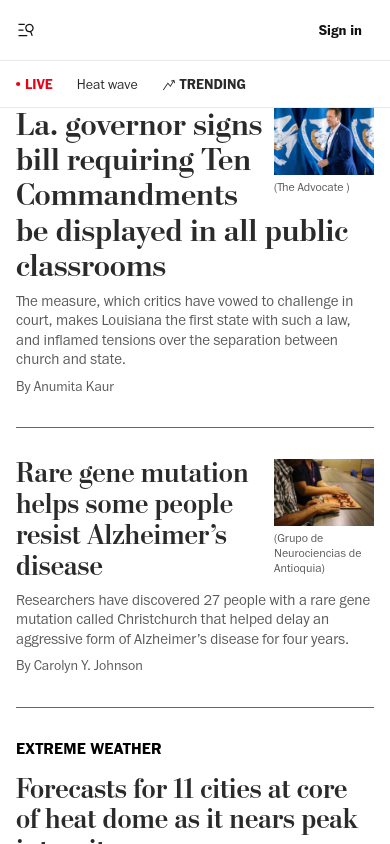 Sign in
LIVE
Heat wave
TRENDING
La. governor signs
bill requiring Ten
Commandments
be displayed in all public
classrooms
(The Advocate )
The measure, which critics have vowed to challenge in
court, makes Louisiana the first state with such a law,
and inflamed tensions over the separation between
church and state.
By Anumita Kaur
Rare gene mutation
helps some people
resist Alzheimer’s
disease
(Grupo de
Neurociencias de
Antioquia)
Researchers have discovered 27 people with a rare gene
mutation called Christchurch that helped delay an
aggressive form of Alzheimer’s disease for four years.
By Carolyn Y. Johnson
EXTREME WEATHER
Forecasts for 11 cities at core
of heat dome as it nears peak